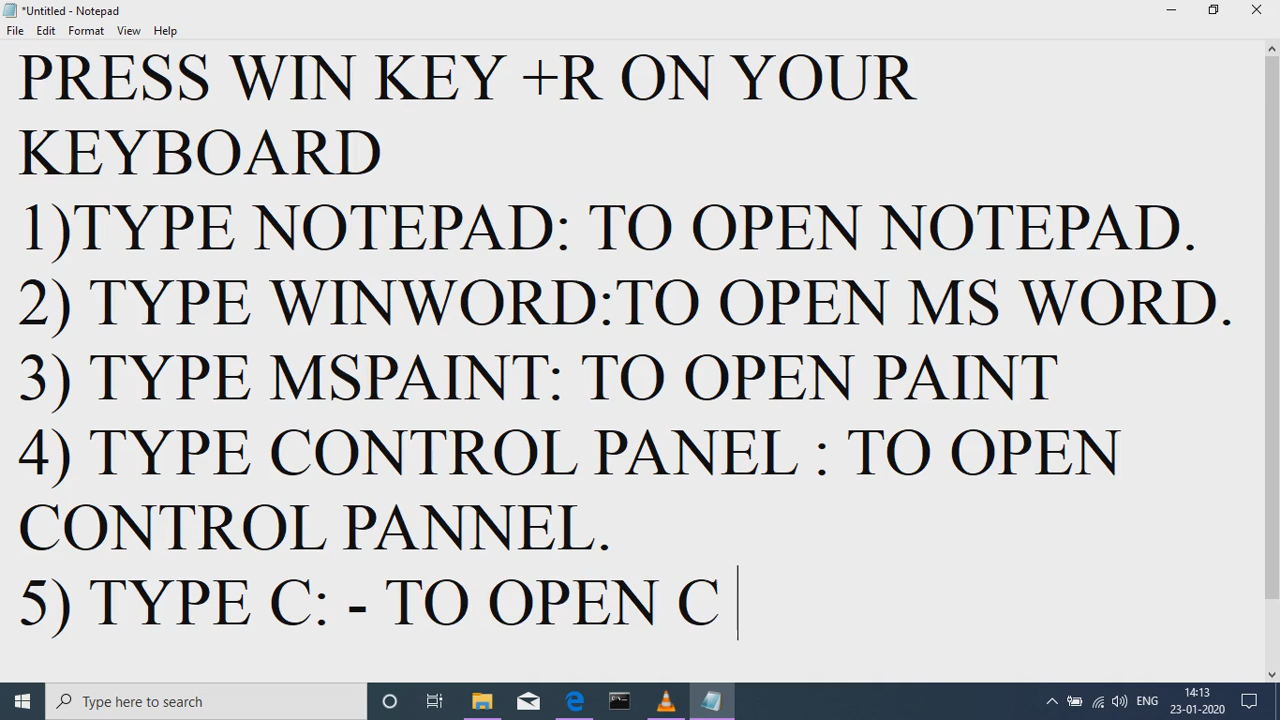 *Untitled - Notepad
File Edit Format View Help
PRESS WIN KEY +R ON YOUR
KEYBOARD
1)TYPE NOTEPAD: TO OPEN NOTEPAD.
2) TYPE WINWORD:TO OPEN MS WORD.
3) TYPE MSPAINT: TO OPEN PAINT
4) TYPE CONTROL PANEL : TO OPEN
CONTROL PANNEL.
5) TYPE C: - TO OPEN C
Type here to search
ENG
14:13
23-01-2020